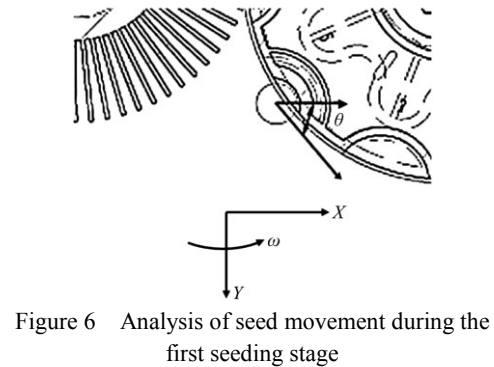 θ
X
ω
Y
Figure 6 Analysis of seed movement during the
first seeding stage